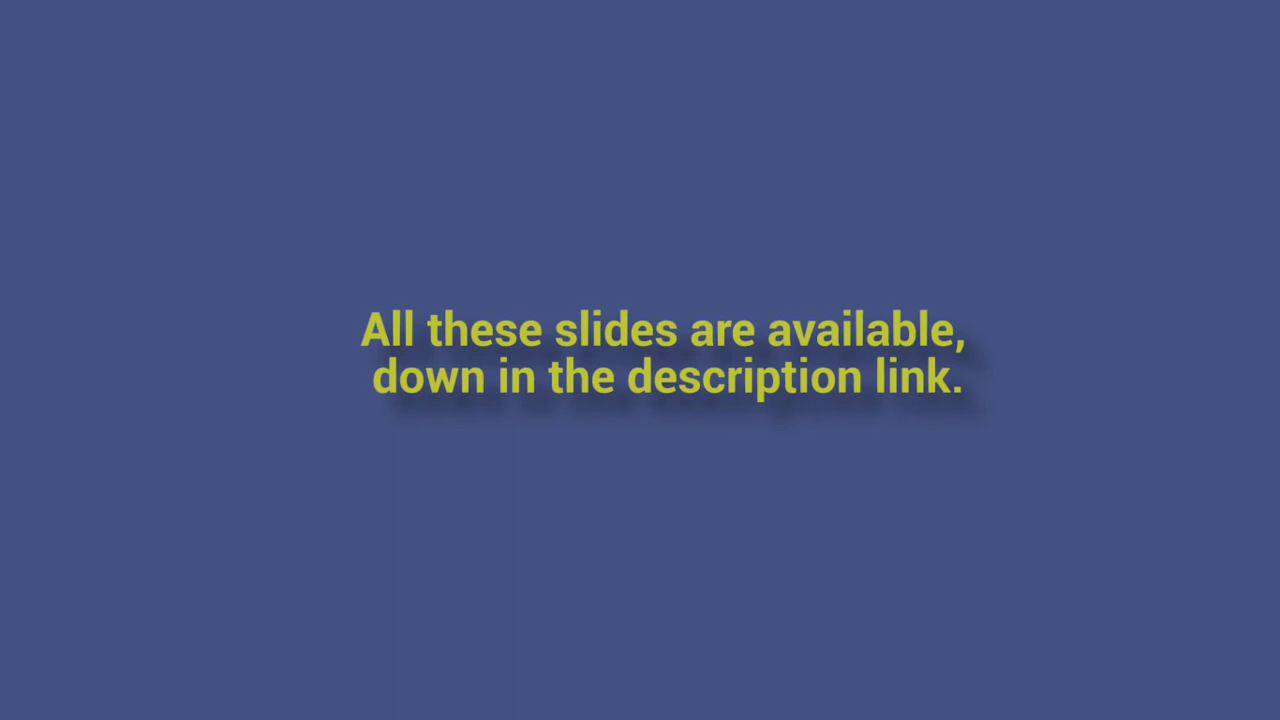 All these slides are available,
down in the description link.